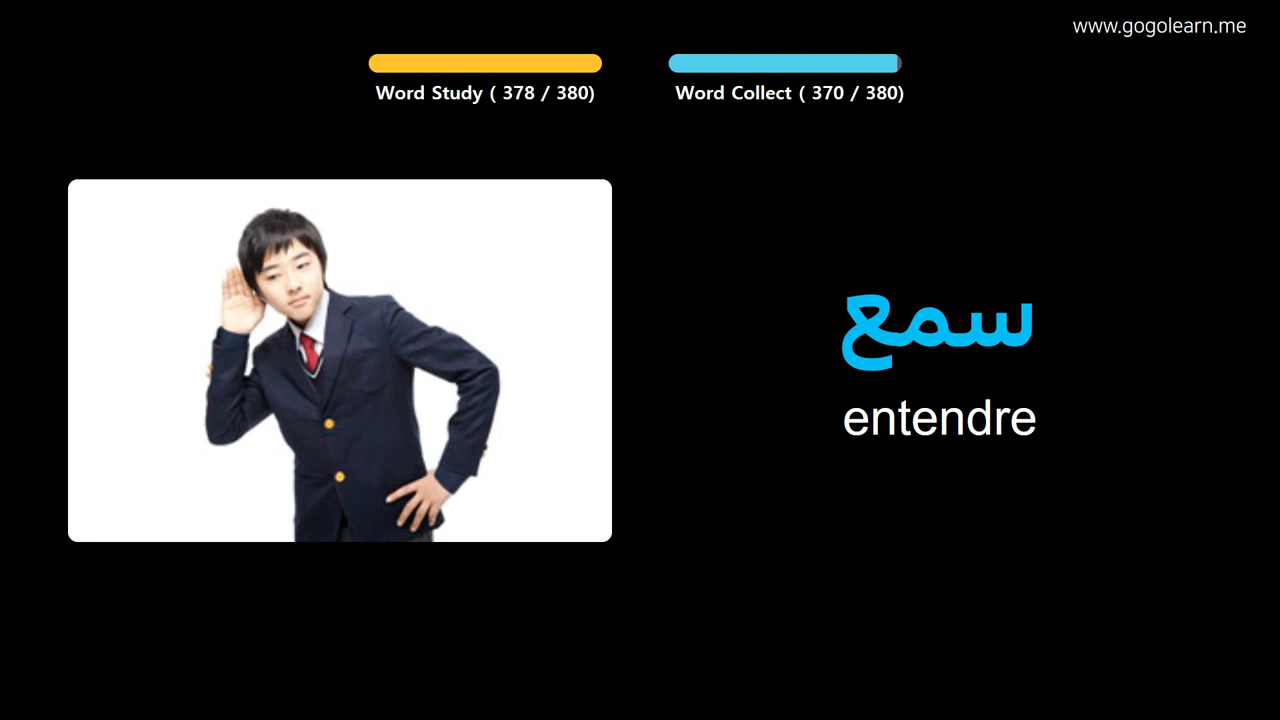 www.gogolearn.me
Word Study ( 378 / 380)
Word Collect ( 370 / 380)
سمع
entendre